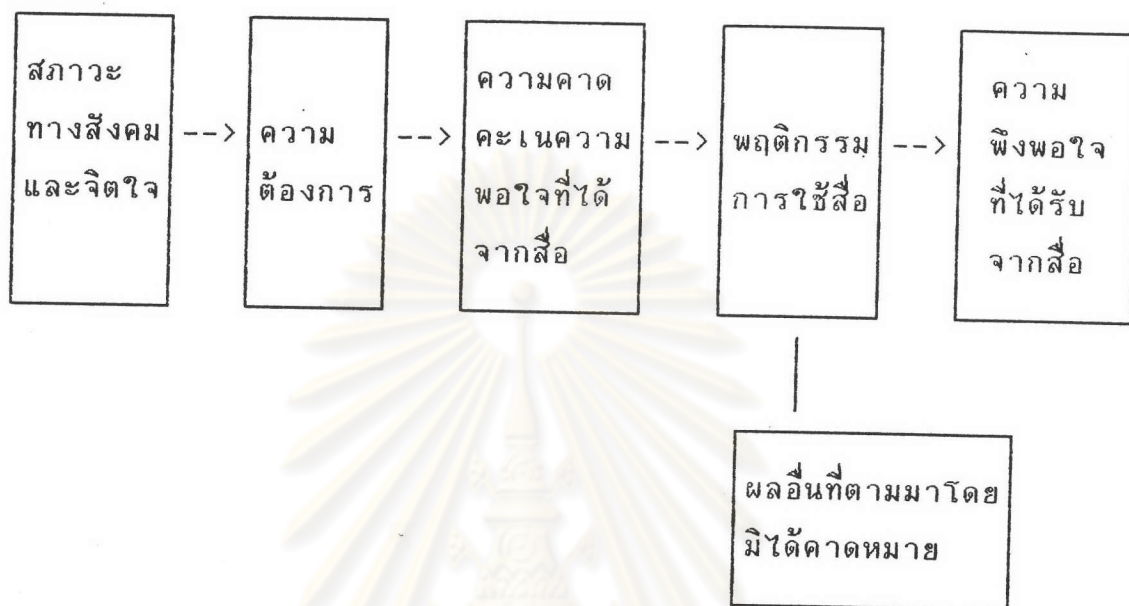 สภาวะ
ทางสังคม
และจิตใจ
-->
ความ
ต้องการ
-->
ความคาด
คะเนความ
พอใจที่ได้
จากสื่อ
-->
พฤติกรรม
การใช้สื่อ
-->
ความ
พึงพอใจ
ที่ได้รับ
จากสื่อ
ผลอื่นที่ตามมาโดย
มิได้คาดหมาย